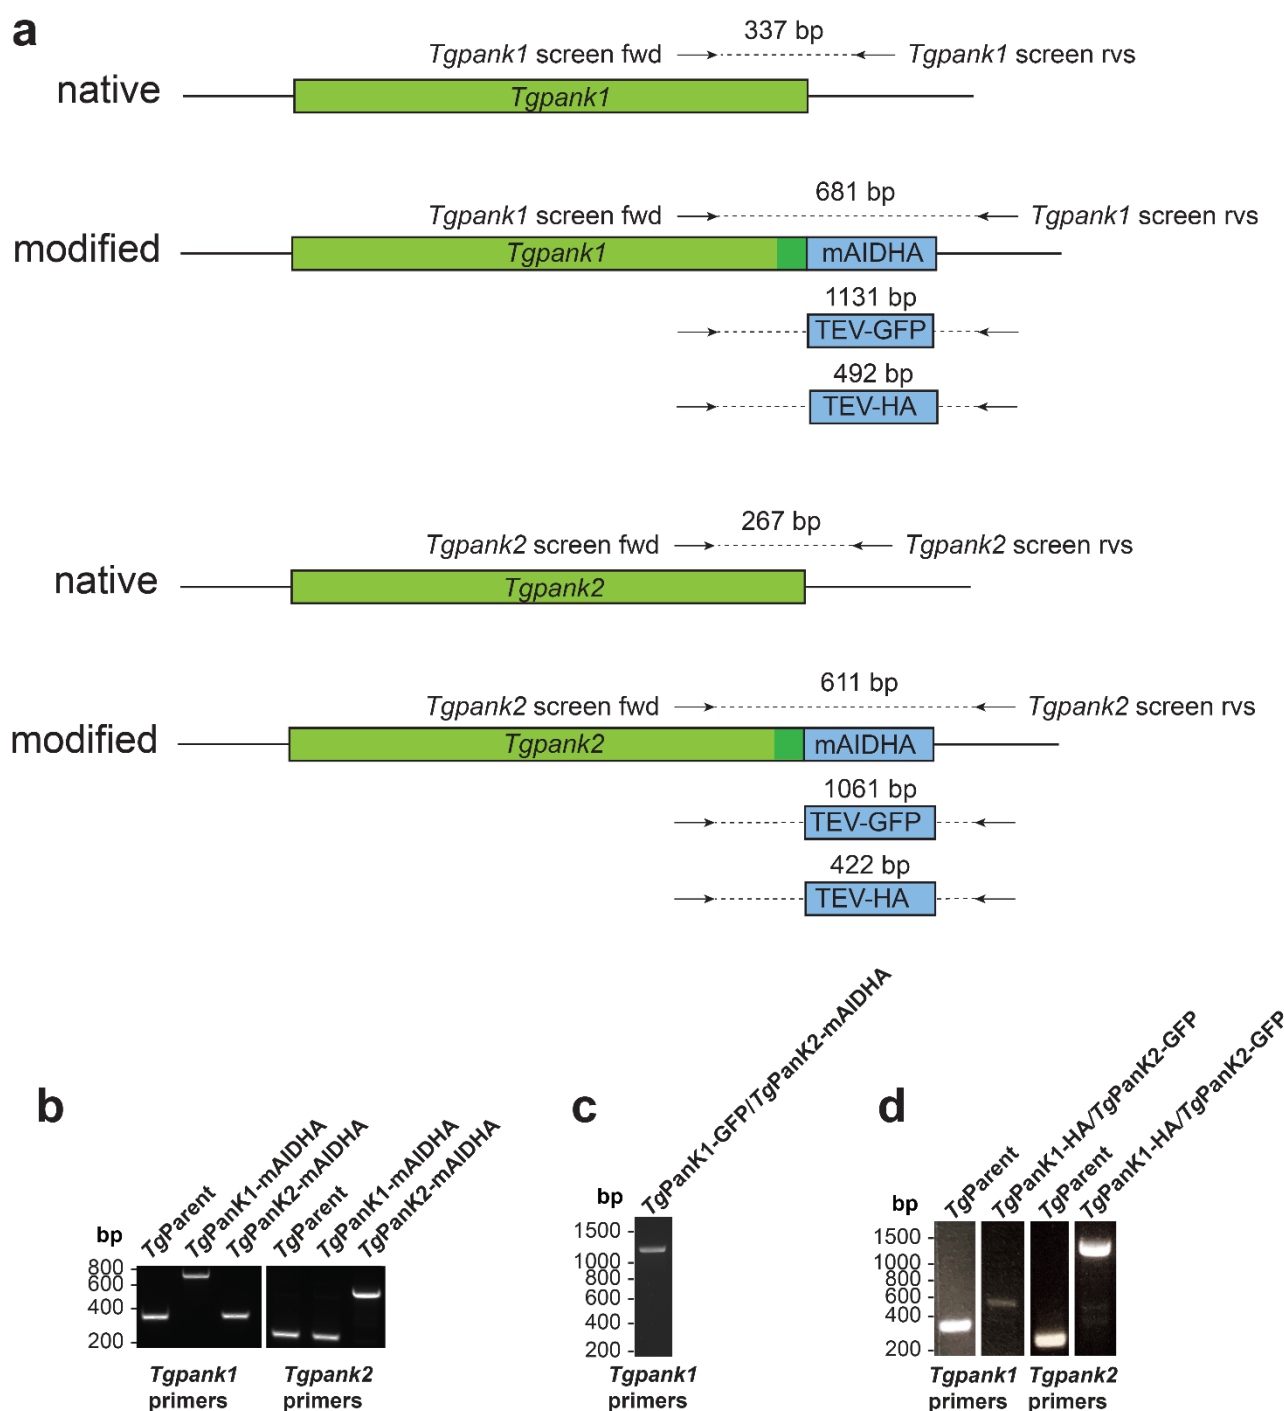 a
337 bp
Tgpank1 screen fwd
Tgpank1 screen rvs
native
Tgpank1
681 bp
Tgpank1 screen fwd
Tgpank1 screen rvs
modified
Tgpank1
mAIDHA
1131 bp
TEV-GFP
492 bp
TEV-HA
267 bp
Tgpank2 screen fwd
Tgpank2 screen rvs
native
Tgpank2
611 bp
Tgpank2 screen fwd
Tgpank2 screen rvs
modified
Tgpank2
mAIDHA
1061 bp
TEV-GFP
422 bp
TEV-HA
b
TgParent
TgPanK1-mAIDHA
TgPanK2-mAIDHA
TgParent
TgPanK1-mAIDHA
TgPanK2-mAIDHA
bp
800
600
400
200
Tgpank1
primers
Tgpank2
primers
c
TgPanK1-GFP/TgPanK2-mAIDHA
bp
1500
1000
800
600
400
200
Tgpank1
primers
d
TgParent
TgPanK1-HA/TgPanK2-GFP
TgParent
TgPanK1-HA/TgPanK2-GFP
bp
1500
1000
800
600
400
200
Tgpank1
primers
Tgpank2
primers